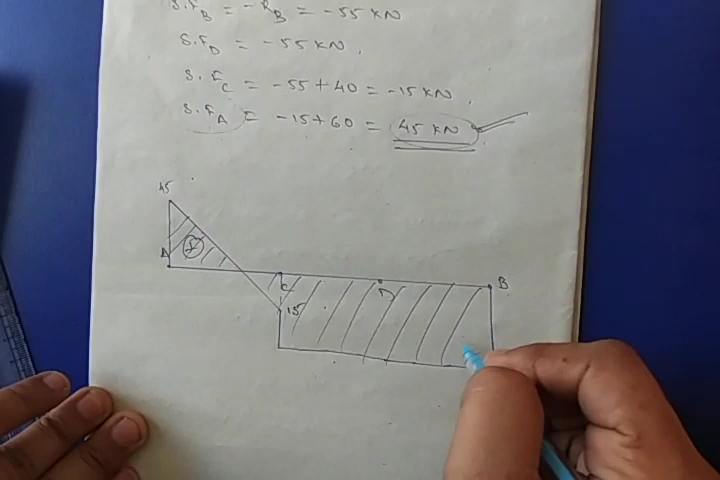 S.F_B = -R_B = -55 KN
S.F_D = -55 KN.
S.F_C = -55+40 = -15 KN.
S.F_A = -15+60 = 45 KN
45
A
C
D
B
15